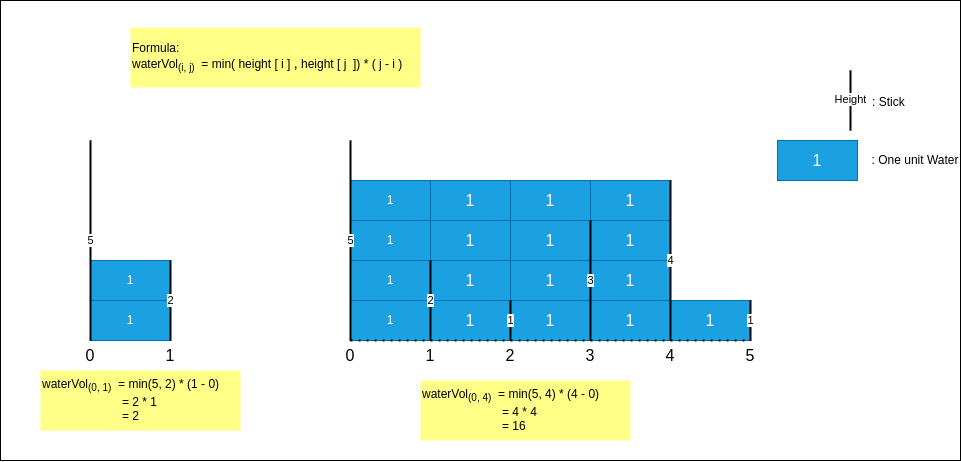 Formula:
waterVol(i, j) = min( height [ i ] , height [ j ]) * ( j - i )
Height : Stick
1 : One unit Water
1 1 1 1
5 5 1 1 1 1
4
1 1 1 1 1
3
2 2
1 1 1 1 1 1 1 1
0 1 0 1 2 3 4 5
waterVol(0, 1) = min(5, 2) * (1 - 0)
= 2 * 1
= 2
waterVol(0, 4) = min(5, 4) * (4 - 0)
= 4 * 4
= 16